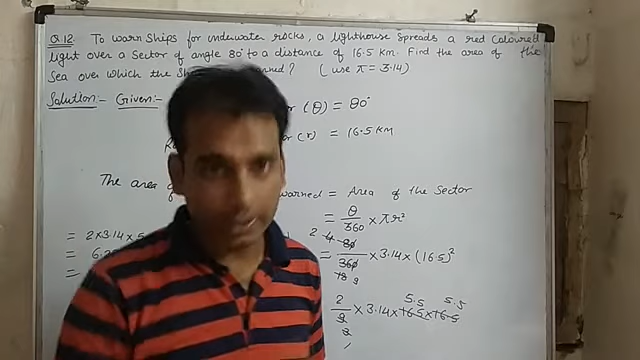 Q.12. To warn ships for underwater rocks, a lighthouse spreads a red coloured
light over a sector of angle 80° to a distance of 16.5 km. Find the area of the
sea over which the ned? (use π = 3.14)
Solution:- Given:- (θ) = 80°
(r) = 16.5 KM
The area of warned = Area of the sector
= θ/360 × πr²
= 80/360 × 3.14 × (16.5)²
2 4
18 9
5.5 5.5
2/9 × 3.14 × 16.5 × 16.5
3
1
= 2×3.14×5
= 6.2
=